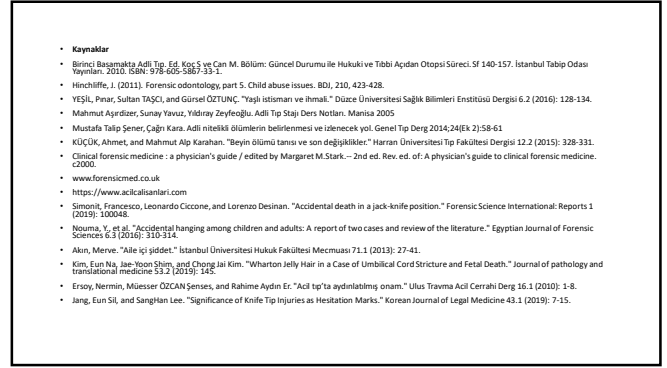 • Kaynaklar
• Birinci Basamakta Adli Tıp. Ed. Koç S ve Can M. Bölüm: Güncel Durumu ile Hukuki ve Tıbbi Açıdan Otopsi Süreci. Sf 140-157. İstanbul Tabip Odası
Yayınları. 2010. ISBN: 978-605-5867-33-1.
• Hinchliffe, J. (2011). Forensic odontology, part 5. Child abuse issues. BDJ, 210, 423-428.
• YEŞİL, Pınar, Sultan TAŞCI, and Gürsel ÖZTUNÇ. "Yaşlı istismarı ve ihmali." Düzce Üniversitesi Sağlık Bilimleri Enstitüsü Dergisi 6.2 (2016): 128-134.
• Mahmut Aşırdizer, Sunay Yavuz, Yıldıray Zeyfeoğlu. Adli Tıp Stajı Ders Notları. Manisa 2005
• Mustafa Talip Şener,Çağrı Kara. Adli nitelikli ölümlerin belirlenmesi ve izlenecek yol. Genel Tıp Derg 2014;24(Ek 2):58-61
• KÜÇÜK, Ahmet, and Mahmut Alp Karahan. "Beyin ölümü tanısı ve son değişiklikler." Harran Üniversitesi Tıp Fakültesi Dergisi 12.2 (2015): 328-331.
• Clinical forensic medicine : a physician's guide / edited by Margaret M.Stark.-- 2nd ed. Rev. ed. of: A physician's guide to clinical forensic medicine.
c2000.
• www.forensicmed.co.uk
• https://www.acilcalisanlari.com
• Simonit, Francesco, Leonardo Ciccone, and Lorenzo Desinan. "Accidental death in a jack-knife position." Forensic Science International: Reports 1
(2019): 100048.
• Nouma, Y., et al. "Accidental hanging among children and adults: A report of two cases and review of the literature." Egyptian Journal of Forensic
Sciences 6.3 (2016): 310-314.
• Akın, Merve. "Aile içi şiddet." İstanbul Üniversitesi Hukuk Fakültesi Mecmuası 71.1 (2013): 27-41.
• Kim, Eun Na, Jae-Yoon Shim, and Chong Jai Kim. "Wharton Jelly Hair in a Case of Umbilical Cord Stricture and Fetal Death." Journal of pathology and
translational medicine 53.2 (2019): 145.
• Ersoy, Nermin, Müesser ÖZCAN Şenses, and Rahime Aydın Er. "Acil tıp'ta aydınlatılmış onam." Ulus Travma Acil Cerrahi Derg 16.1 (2010): 1-8.
• Jang, Eun Sil, and SangHan Lee. "Significance of Knife Tip Injuries as Hesitation Marks." Korean Journal of Legal Medicine 43.1 (2019): 7-15.